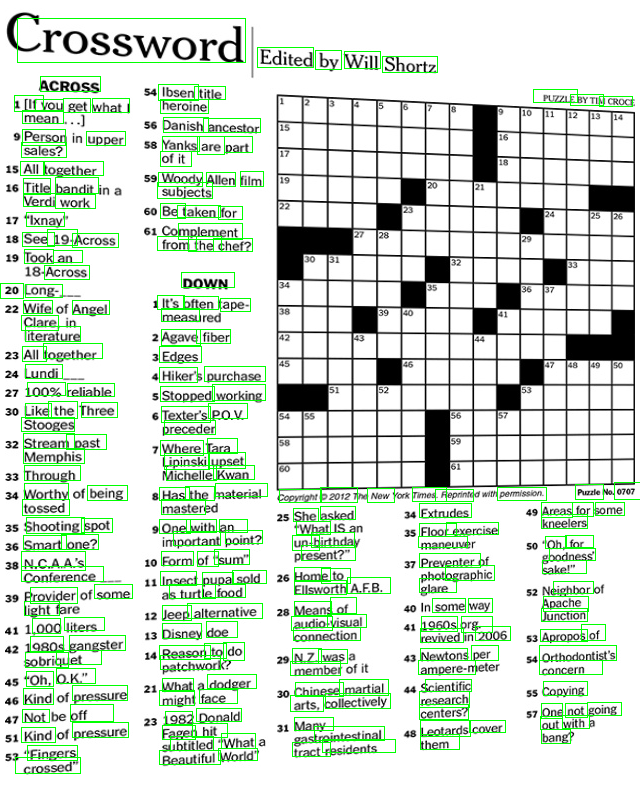 Crossword
Edited by Will Shortz
PUZZLE BY TIM CROCE
ACROSS
1 [If you get what I
mean . . .]
9 Person in upper
sales?
15 All together
16 Title bandit in a
Verdi work
17 “Ixnay”
18 See 19-Across
19 Took an
18-Across
20 Long-___
22 Wife of Angel
Clare, in
literature
23 All together
24 Lundi ___
27 100% reliable
30 Like the Three
Stooges
32 Stream past
Memphis
33 Through
34 Worthy of being
tossed
35 Shooting spot
36 Smart one?
38 N.C.A.A.'s
___ Conference
39 Provider of some
light fare
41 1,000 liters
42 1980s gangster
sobriquet
45 “Oh, O.K.”
46 Kind of pressure
47 Not be off
51 Kind of pressure
53 “Fingers
crossed”
54 Ibsen title
heroine
56 Danish ancestor
58 Yanks are part
of it
59 Woody Allen film
subjects
60 Be taken for
61 Complement
from the chef?
DOWN
1 It's often tape-
measured
2 Agave fiber
3 Edges
4 Hiker's purchase
5 Stopped working
6 Texter's P.O.V.
preceder
7 Where Tara
Lipinski upset
Michelle Kwan
8 Has the material
mastered
9 One with an
important point?
10 Form of “sum”
11 Insect pupa sold
as turtle food
12 Jeep alternative
13 Disney doe
14 Reason to do
patchwork?
21 What a dodger
might face
23 1982 Donald
Fagen hit
subtitled “What a
Beautiful World”
1 2 3 4 5 6 7 8 9 10 11 12 13 14
15 16
17 18
19 20 21
22 23 24 25 26
27 28 29
30 31 32 33
34 35 36 37
38 39 40 41
42 43 44
45 46 47 48 49 50
51 52 53
54 55 56 57
58 59
60 61
Copyright © 2012 The New York Times. Reprinted with permission.
Puzzle No. 0707
25 She asked
“What IS an
un-birthday
present?”
26 Home to
Ellsworth A.F.B.
28 Means of
audio-visual
connection
29 N.Z. was a
member of it
30 Chinese martial
arts, collectively
31 Many
gastrointestinal
tract residents
34 Extrudes
35 Floor exercise
maneuver
37 Preventer of
photographic
glare
40 In some way
41 1960s org.
revived in 2006
43 Newtons per
ampere-meter
44 Scientific
research
centers?
48 Leotards cover
them
49 Areas for some
kneelers
50 “Oh, for
goodness'
sake!”
52 Neighbor of
Apache
Junction
53 Apropos of
54 Orthodontist's
concern
55 Copying
57 One not going
out with a
bang?